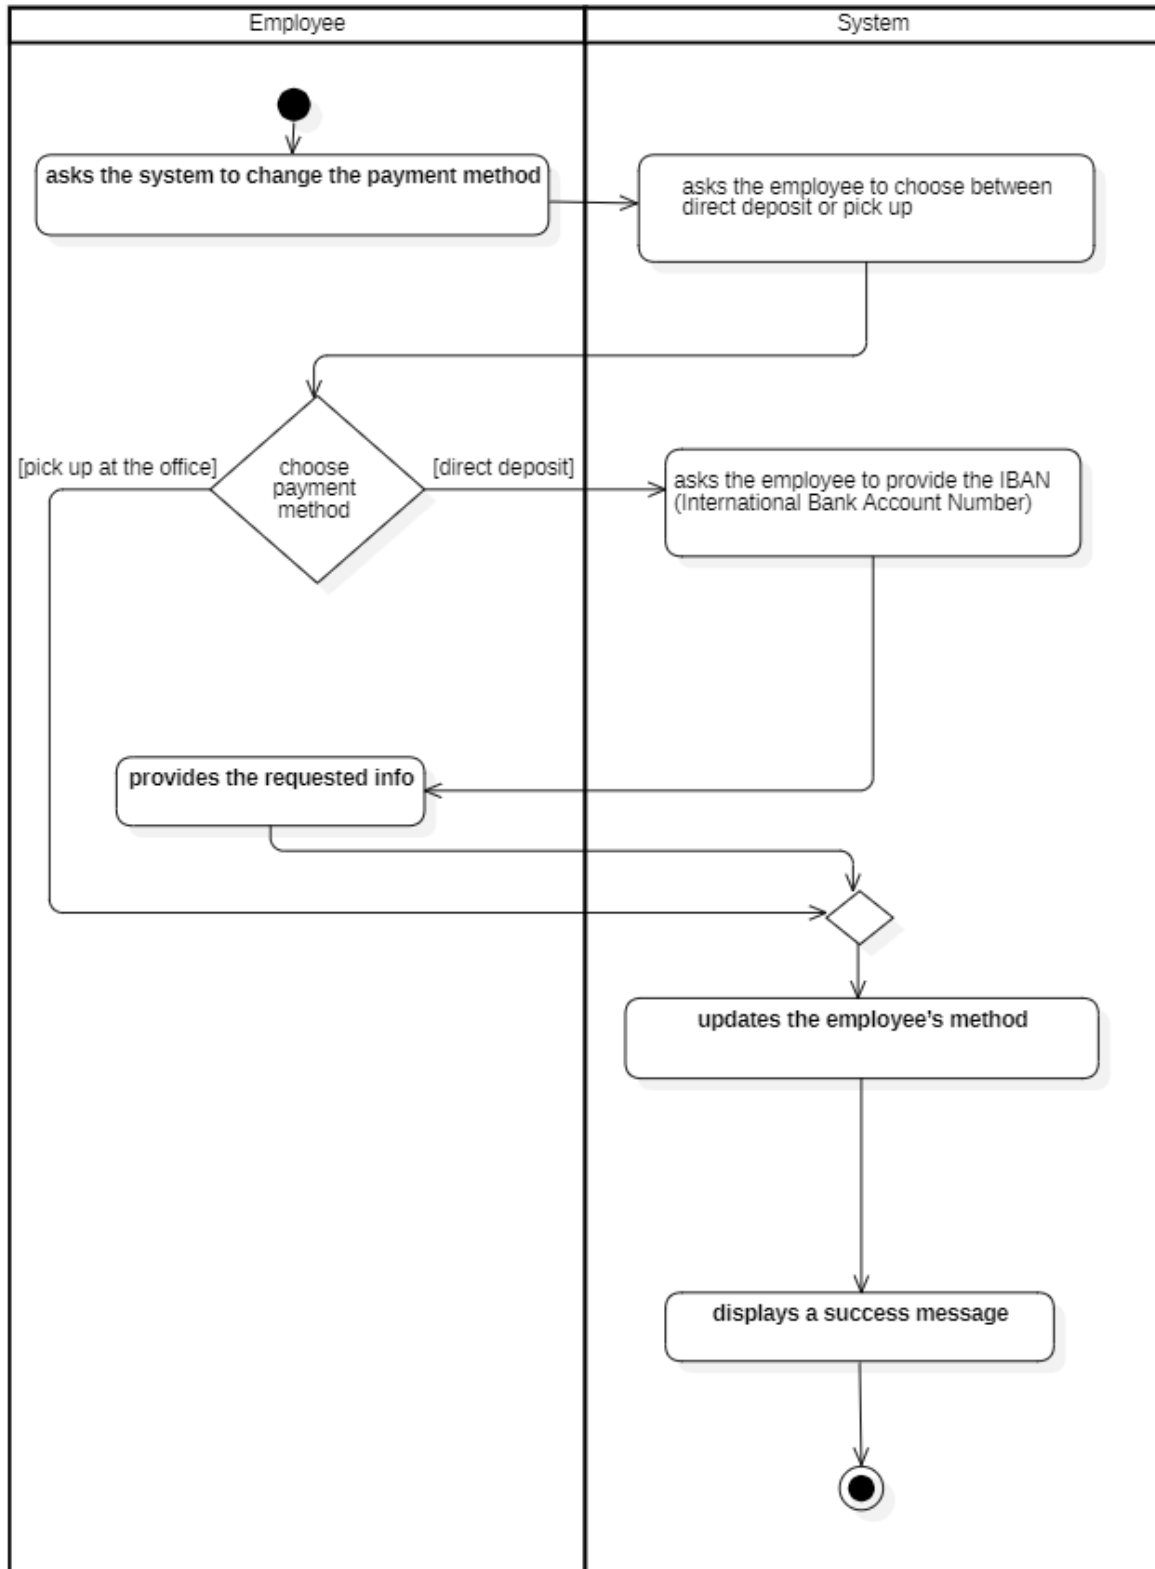 Employee
System
asks the system to change the payment method
asks the employee to choose between
direct deposit or pick up
[pick up at the office]
choose
payment
method
[direct deposit]
asks the employee to provide the IBAN
(International Bank Account Number)
provides the requested info
updates the employee's method
displays a success message